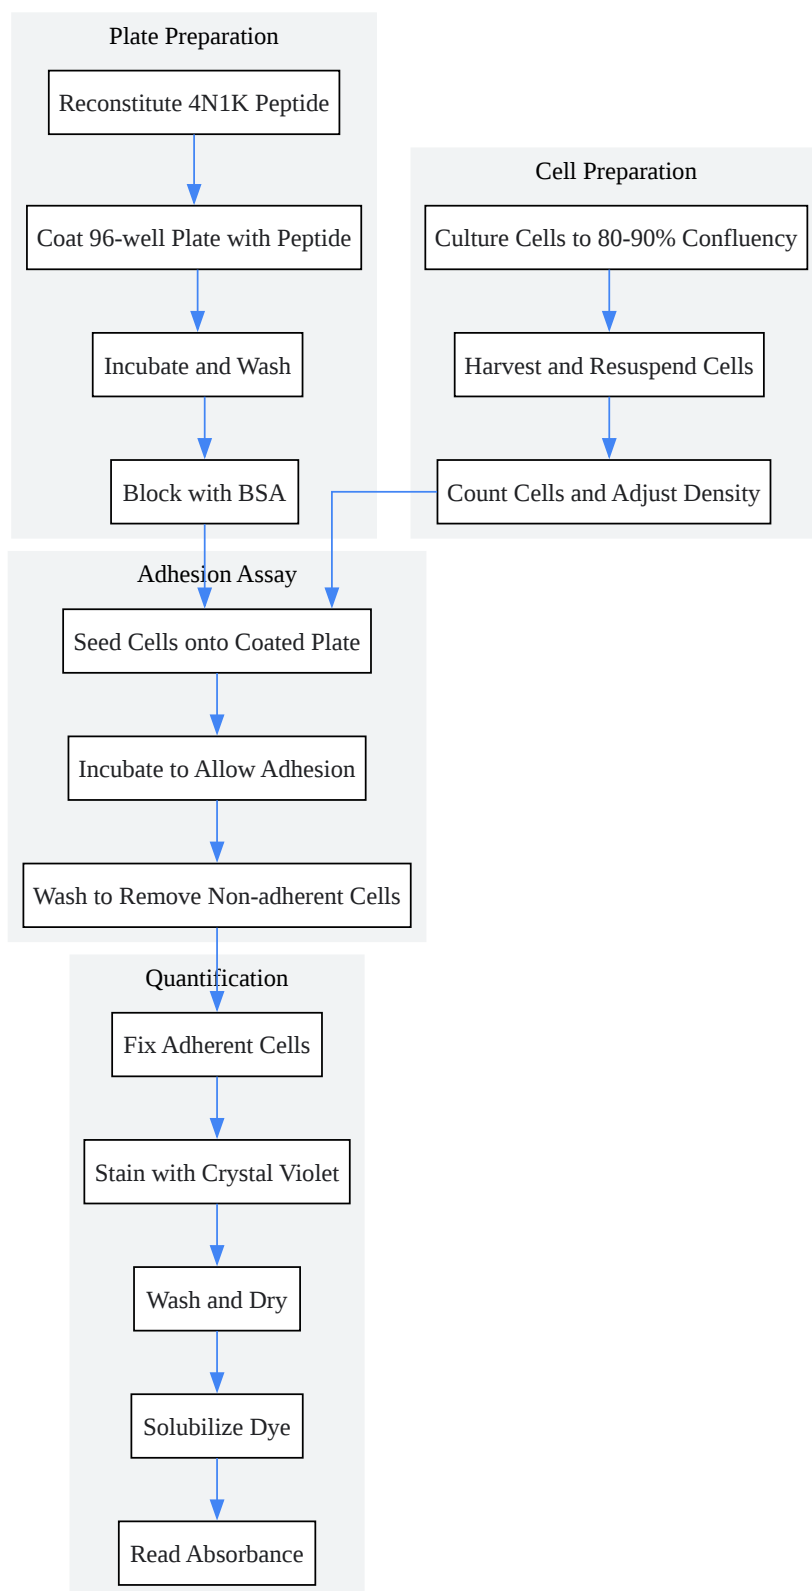 Plate Preparation
Reconstitute 4N1K Peptide
Coat 96-well Plate with Peptide
Incubate and Wash
Block with BSA
Cell Preparation
Culture Cells to 80-90% Confluency
Harvest and Resuspend Cells
Count Cells and Adjust Density
Adhesion Assay
Seed Cells onto Coated Plate
Incubate to Allow Adhesion
Wash to Remove Non-adherent Cells
Quantification
Fix Adherent Cells
Stain with Crystal Violet
Wash and Dry
Solubilize Dye
Read Absorbance